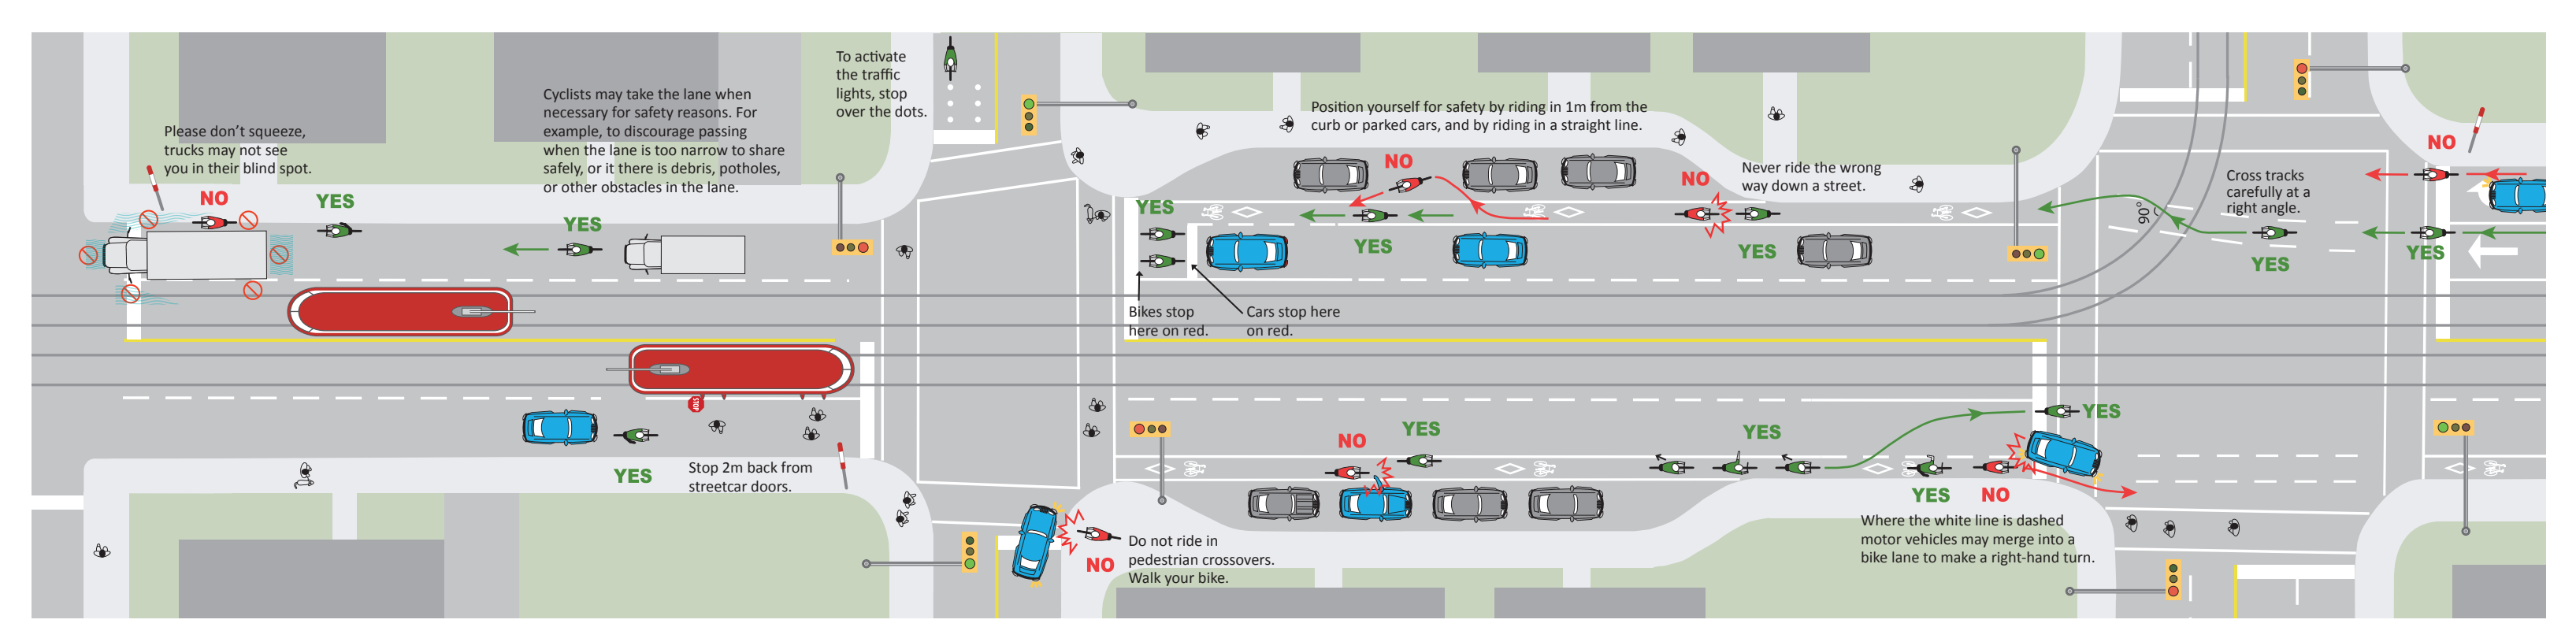 Please don't squeeze,
trucks may not see
you in their blind spot.
NO
YES
Cyclists may take the lane when
necessary for safety reasons. For
example, to discourage passing
when the lane is too narrow to share
safely, or it there is debris, potholes,
or other obstacles in the lane.
YES
To activate
the traffic
lights, stop
over the dots.
Position yourself for safety by riding in 1m from the
curb or parked cars, and by riding in a straight line.
NO
YES
YES
NO
Never ride the wrong
way down a street.
YES
Bikes stop
here on red.
Cars stop here
on red.
Cross tracks
carefully at a
right angle.
90°
YES
NO
YES
STOP
YES
Stop 2m back from
streetcar doors.
NO
Do not ride in
pedestrian crossovers.
Walk your bike.
NO
YES
YES
YES
YES
NO
Where the white line is dashed
motor vehicles may merge into a
bike lane to make a right-hand turn.